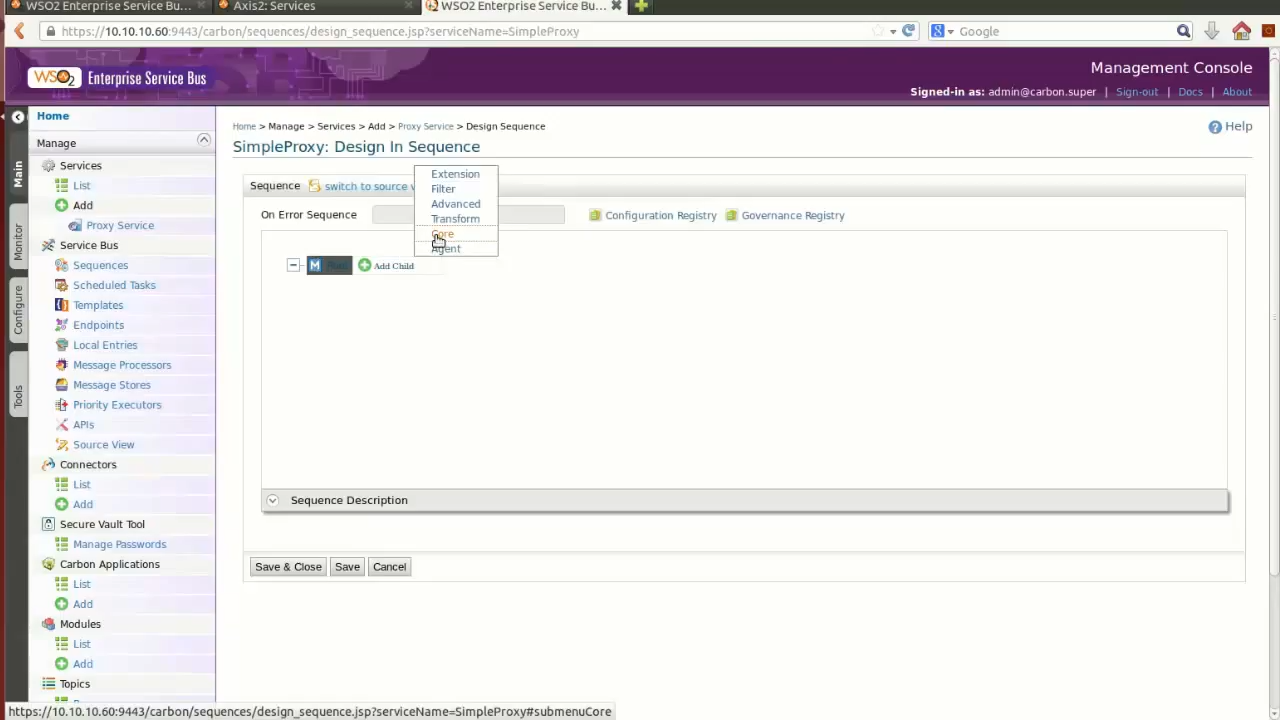 WSO2 Enterprise Service Bu...
Axis2: Services
WSO2 Enterprise Service Bu...
https://10.10.10.60:9443/carbon/sequences/design_sequence.jsp?serviceName=SimpleProxy
Google
WSO2 Enterprise Service Bus
Management Console
Signed-in as: admin@carbon.super | Sign-out | Docs | About
Home
Manage
Main
Monitor
Configure
Tools
Services
List
Add
Proxy Service
Service Bus
Sequences
Scheduled Tasks
Templates
Endpoints
Local Entries
Message Processors
Message Stores
Priority Executors
APIs
Source View
Connectors
List
Add
Secure Vault Tool
Manage Passwords
Carbon Applications
List
Add
Modules
List
Add
Topics
Home > Manage > Services > Add > Proxy Service > Design Sequence
Help
SimpleProxy: Design In Sequence
Sequence switch to source v
Extension
Filter
Advanced
Transform
Core
Agent
On Error Sequence
Configuration Registry
Governance Registry
M Root
Add Child
Sequence Description
Save & Close
Save
Cancel
https://10.10.10.60:9443/carbon/sequences/design_sequence.jsp?serviceName=SimpleProxy#submenuCore